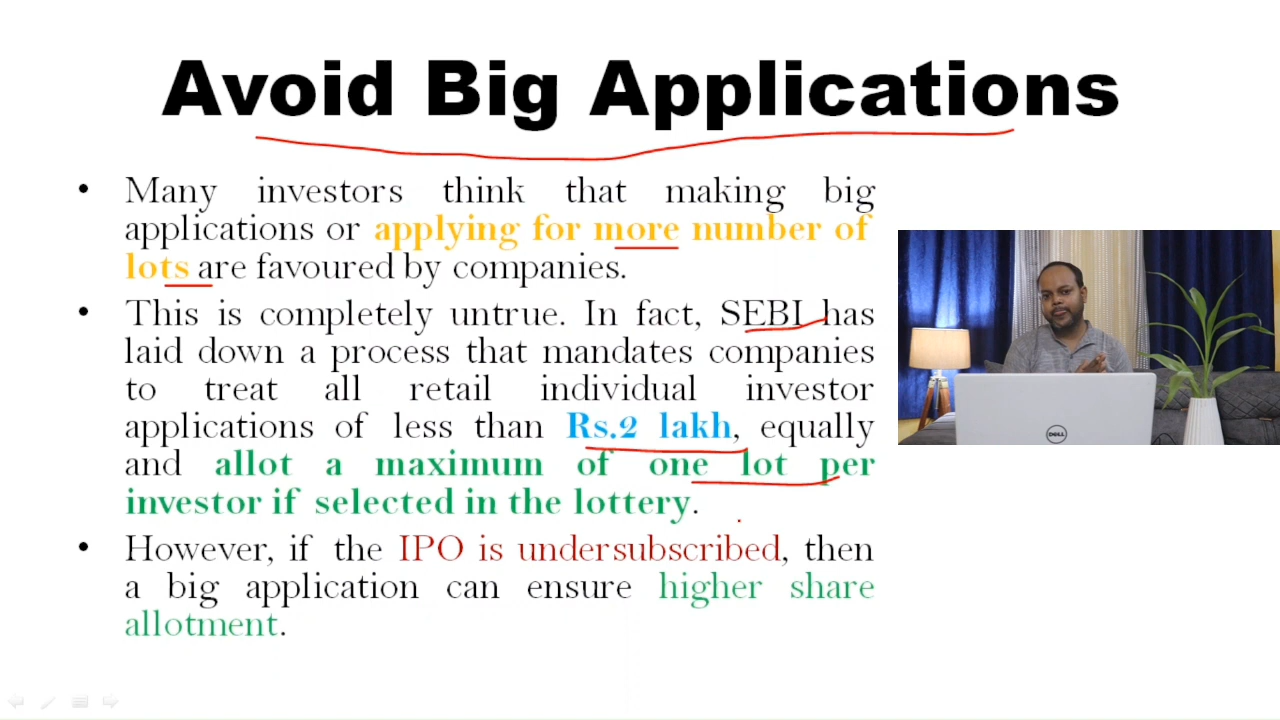 Avoid Big Applications
• Many investors think that making big
applications or applying for more number of
lots are favoured by companies.
• This is completely untrue. In fact, SEBI has
laid down a process that mandates companies
to treat all retail individual investor
applications of less than Rs.2 lakh, equally
and allot a maximum of one lot per
investor if selected in the lottery.
• However, if the IPO is undersubscribed, then
a big application can ensure higher share
allotment.
DELL